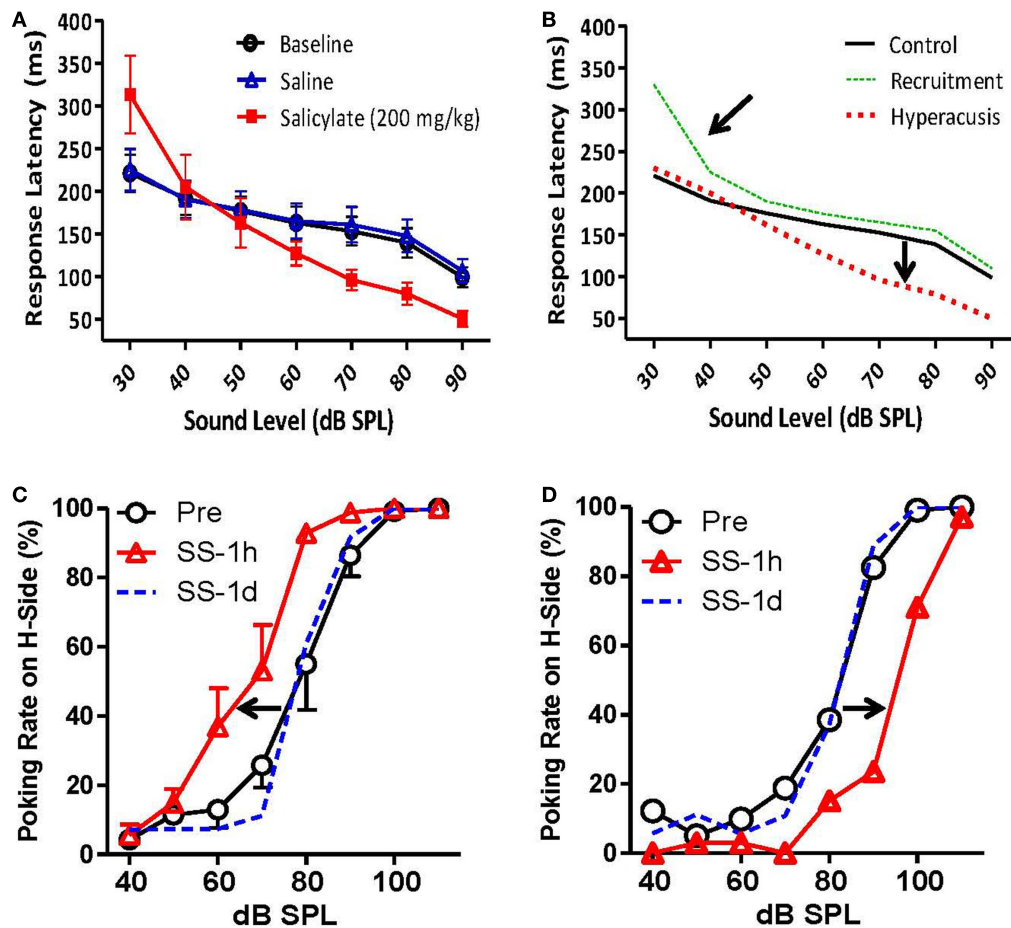 A
Response Latency (ms)
400
350
300
250
200
150
100
50
Baseline
Saline
Salicylate (200 mg/kg)
30 40 50 60 70 80 90
Sound Level (dB SPL)
B
Response Latency (ms)
400
350
300
250
200
150
100
50
Control
Recruitment
Hyperacusis
30 40 50 60 70 80 90
Sound Level (dB SPL)
C
Poking Rate on H-Side (%)
100
80
60
40
20
0
Pre
SS-1h
SS-1d
40 60 80 100
dB SPL
D
Poking Rate on H-Side (%)
100
80
60
40
20
0
Pre
SS-1h
SS-1d
40 60 80 100
dB SPL